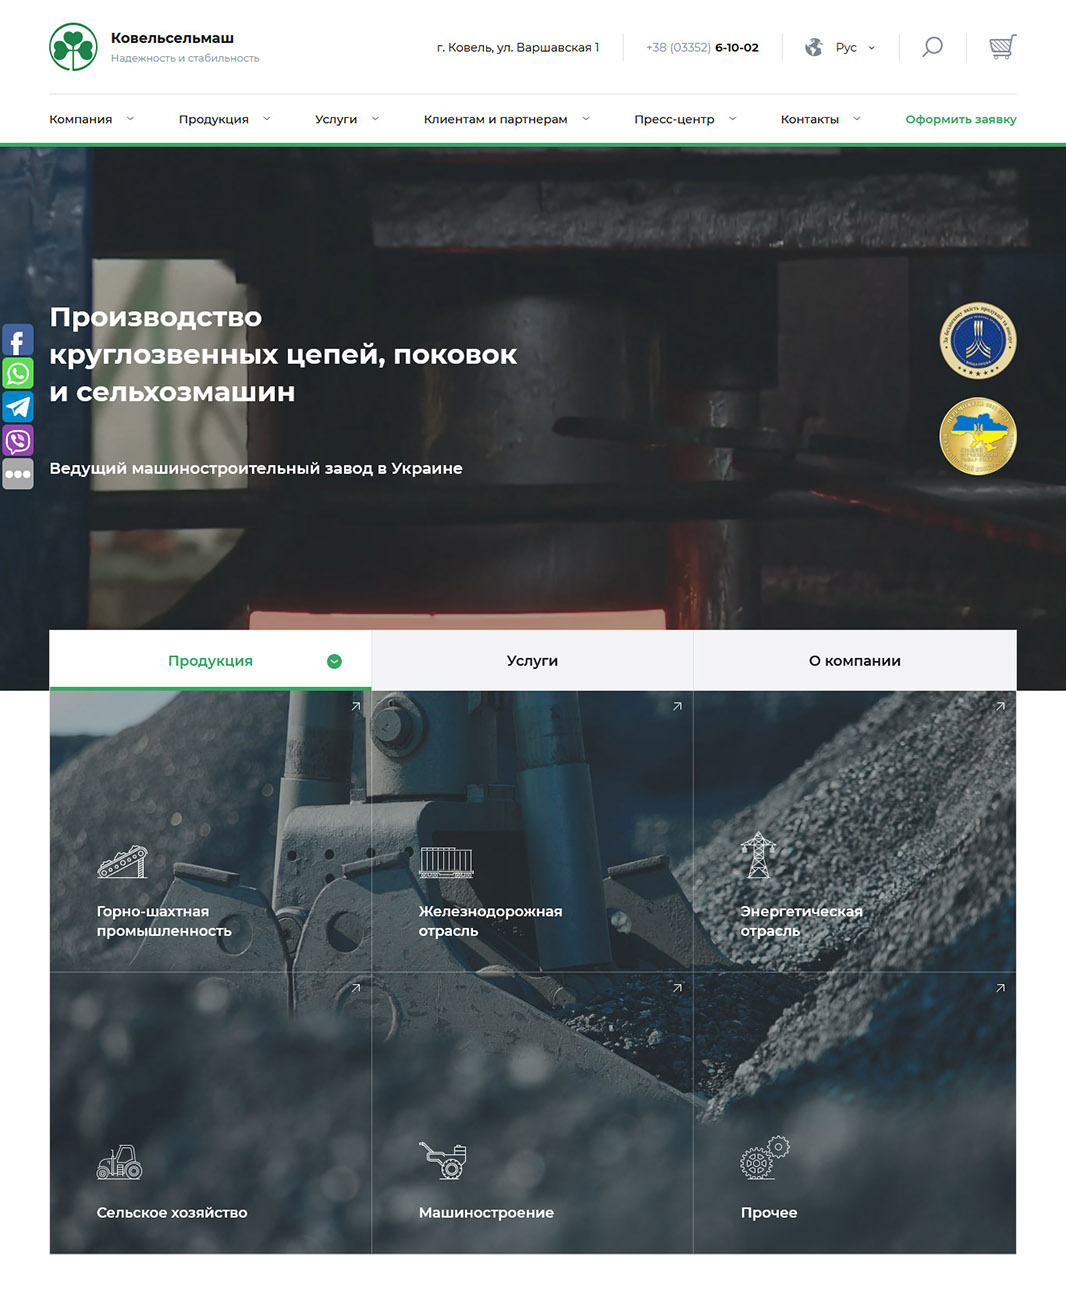 Ковельсельмаш
Надежность и стабильность
г. Ковель, ул. Варшавская 1
+38 (03352) 6-10-02
Рус
Компания
Продукция
Услуги
Клиентам и партнерам
Пресс-центр
Контакты
Оформить заявку
Производство
круглозвенных цепей, поковок
и сельхозмашин
Ведущий машиностроительный завод в Украине
Продукция
Услуги
О компании
Горно-шахтная
промышленность
Железнодорожная
отрасль
Энергетическая
отрасль
Сельское хозяйство
Машиностроение
Прочее